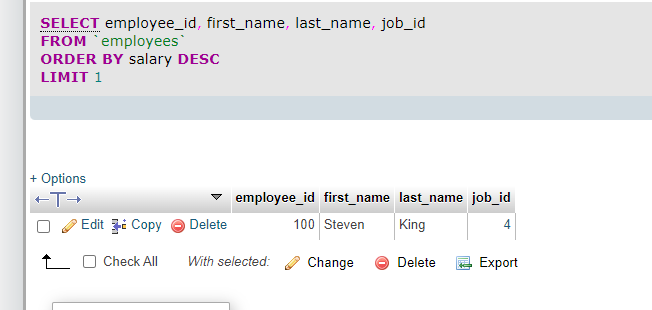 SELECT employee_id, first_name, last_name, job_id
FROM `employees`
ORDER BY salary DESC
LIMIT 1
+ Options
←T→ employee_id first_name last_name job_id
Edit Copy Delete 100 Steven King 4
Check All With selected: Change Delete Export